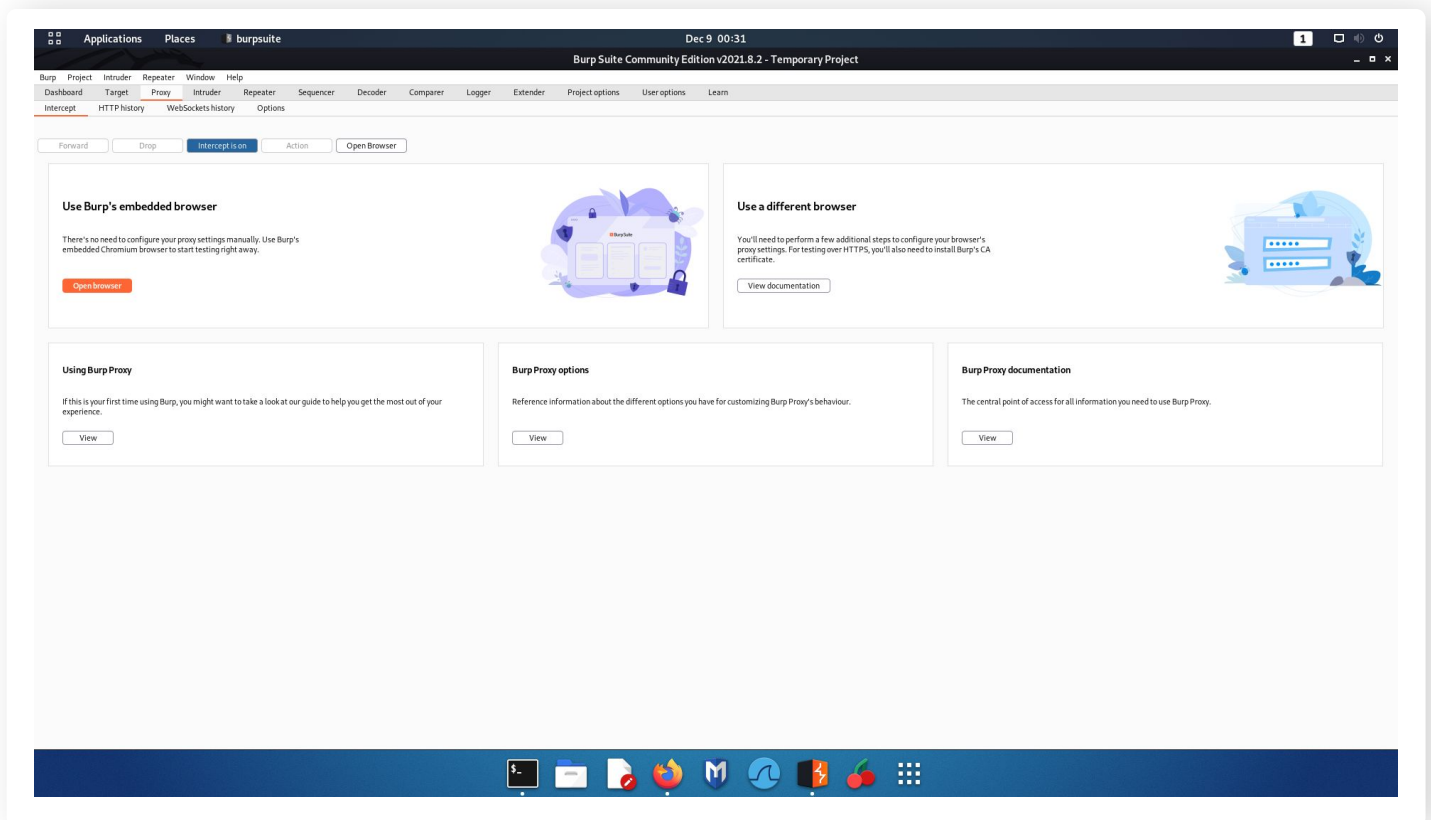 Applications Places burpsuite Dec 9 00:31 1
Burp Suite Community Edition v2021.8.2 - Temporary Project
Burp Project Intruder Repeater Window Help
Dashboard Target Proxy Intruder Repeater Sequencer Decoder Comparer Logger Extender Project options User options Learn
Intercept HTTP history WebSockets history Options
Forward Drop Intercept is on Action Open Browser
Use Burp's embedded browser
There's no need to configure your proxy settings manually. Use Burp's
embedded Chromium browser to start testing right away.
Open browser
BurpSuite
Use a different browser
You'll need to perform a few additional steps to configure your browser's
proxy settings. For testing over HTTPS, you'll also need to install Burp's CA
certificate.
View documentation
Using Burp Proxy
If this is your first time using Burp, you might want to take a look at our guide to help you get the most out of your
experience.
View
Burp Proxy options
Reference information about the different options you have for customizing Burp Proxy's behaviour.
View
Burp Proxy documentation
The central point of access for all information you need to use Burp Proxy.
View
$_